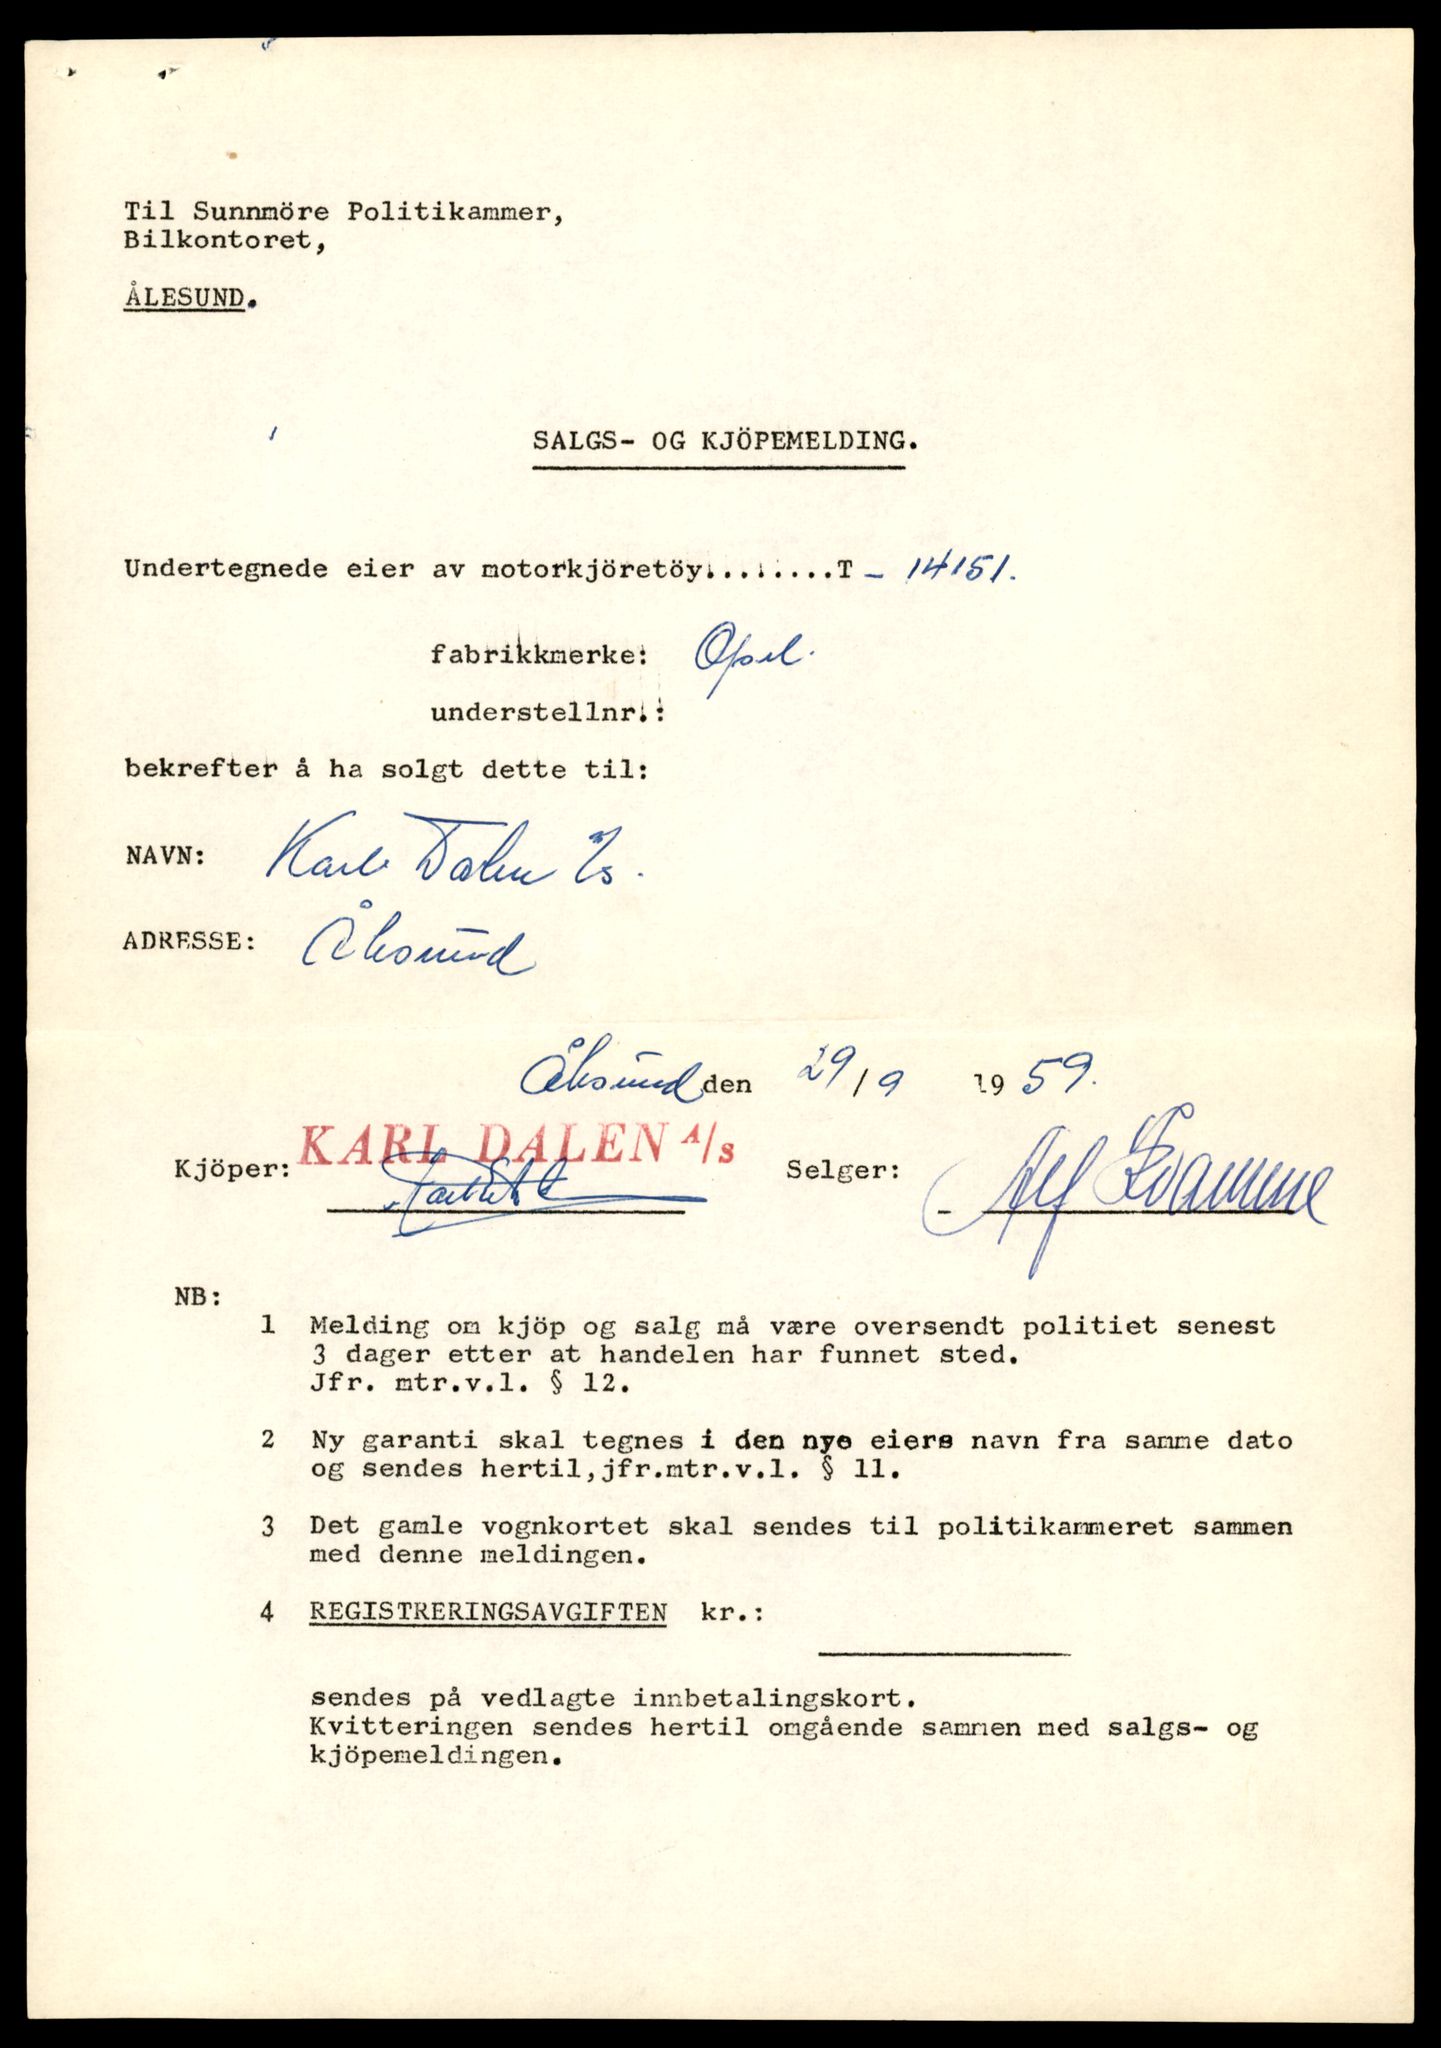 Til Sunnmöre Politikammer,
Bilkontoret,
ÅLESUND.
SALGS- OG KJÖPEMELDING.
Undertegnede eier av motorkjöretöy........T - 14151.
fabrikkmerke: Opel.
understellnr.:
bekrefter å ha solgt dette til:
NAVN: Karl Dalen A/s.
ADRESSE: Ålesund
Ålesund den 29/9 1959.
Kjöper: KARL DALEN A/s Selger: Alf Kvamme
NB:
1 Melding om kjöp og salg må være oversendt politiet senest
3 dager etter at handelen har funnet sted.
Jfr. mtr.v.l. § 12.
2 Ny garanti skal tegnes i den nye eiers navn fra samme dato
og sendes hertil,jfr.mtr.v.l. § 11.
3 Det gamle vognkortet skal sendes til politikammeret sammen
med denne meldingen.
4 REGISTRERINGSAVGIFTEN kr.:
sendes på vedlagte innbetalingskort.
Kvitteringen sendes hertil omgående sammen med salgs- og
kjöpemeldingen.